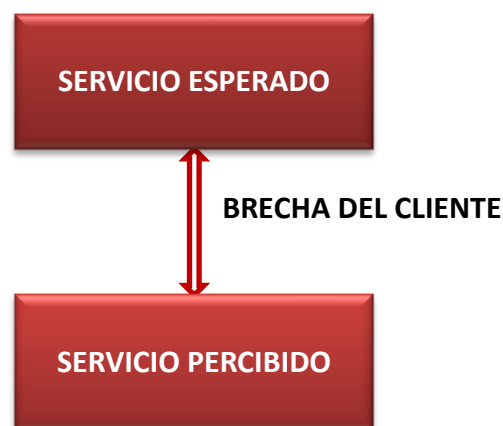 SERVICIO ESPERADO
BRECHA DEL CLIENTE
SERVICIO PERCIBIDO